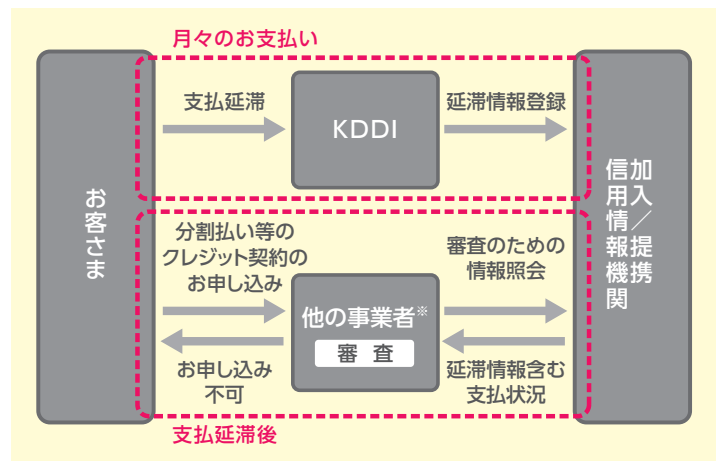 月々のお支払い
お客さま
支払延滞
KDDI
延滞情報登録
加入／提携
信用情報機関
分割払い等の
クレジット契約の
お申し込み
他の事業者※
審 査
審査のための
情報照会
お申し込み
不可
延滞情報含む
支払状況
支払延滞後